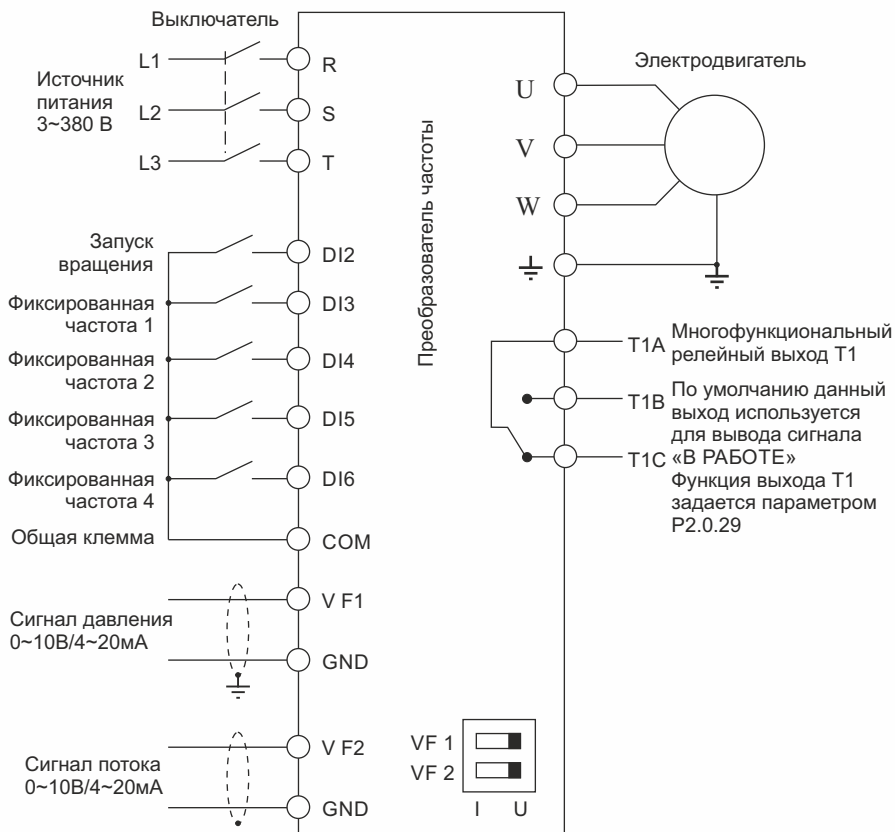 Выключатель
L1
R
Источник
питания
3~380 В
L2
S
L3
T
Преобразователь частоты
Электродвигатель
U
V
W
Запуск
вращения
DI2
Фиксированная
частота 1
DI3
Фиксированная
частота 2
DI4
Фиксированная
частота 3
DI5
Фиксированная
частота 4
DI6
Общая клемма
COM
T1A
Многофункциональный
релейный выход Т1
T1B
T1C
По умолчанию данный
выход используется
для вывода сигнала
«В РАБОТЕ»
Функция выхода Т1
задается параметром
P2.0.29
Сигнал давления
0~10В/4~20мА
V F1
GND
Сигнал потока
0~10В/4~20мА
V F2
GND
VF 1
VF 2
I U